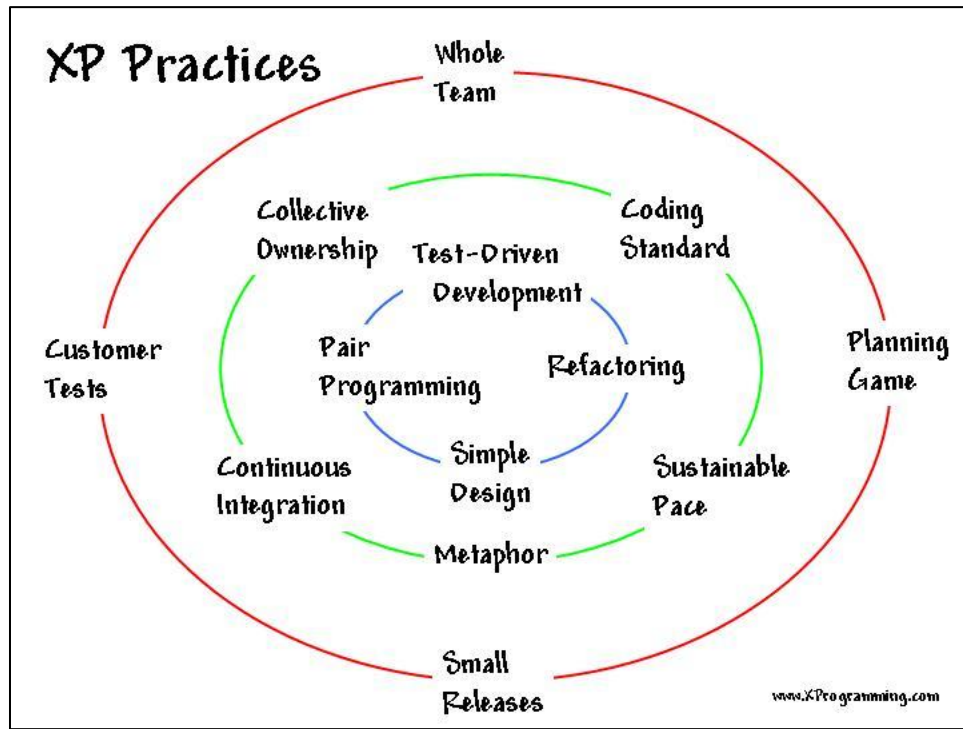 XP Practices
Whole
Team
Collective
Ownership
Coding
Standard
Test-Driven
Development
Customer
Tests
Pair
Programming
Refactoring
Planning
Game
Continuous
Integration
Simple
Design
Sustainable
Pace
Metaphor
Small
Releases
www.XProgramming.com